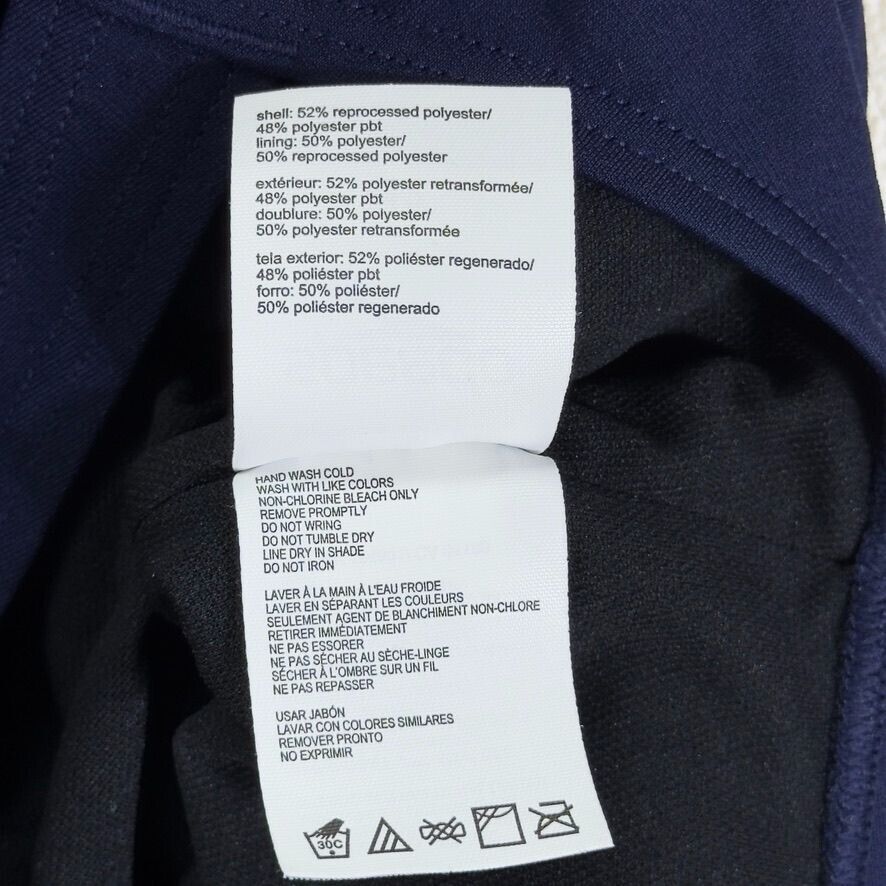 shell: 52% reprocessed polyester/
48% polyester pbt
lining: 50% polyester/
50% reprocessed polyester
extérieur: 52% polyester retransformée/
48% polyester pbt
doublure: 50% polyester/
50% polyester retransformée
tela exterior: 52% poliéster regenerado/
48% poliéster pbt
forro: 50% poliéster/
50% poliéster regenerado
HAND WASH COLD
WASH WITH LIKE COLORS
NON-CHLORINE BLEACH ONLY
REMOVE PROMPTLY
DO NOT WRING
DO NOT TUMBLE DRY
LINE DRY IN SHADE
DO NOT IRON
LAVER À LA MAIN À L'EAU FROIDE
LAVER EN SÉPARANT LES COULEURS
SEULEMENT AGENT DE BLANCHIMENT NON-CHLORE
RETIRER IMMÉDIATEMENT
NE PAS ESSORER
NE PAS SÉCHER AU SÈCHE-LINGE
SÉCHER À L'OMBRE SUR UN FIL
NE PAS REPASSER
USAR JABÓN
LAVAR CON COLORES SIMILARES
REMOVER PRONTO
NO EXPRIMIR
30C